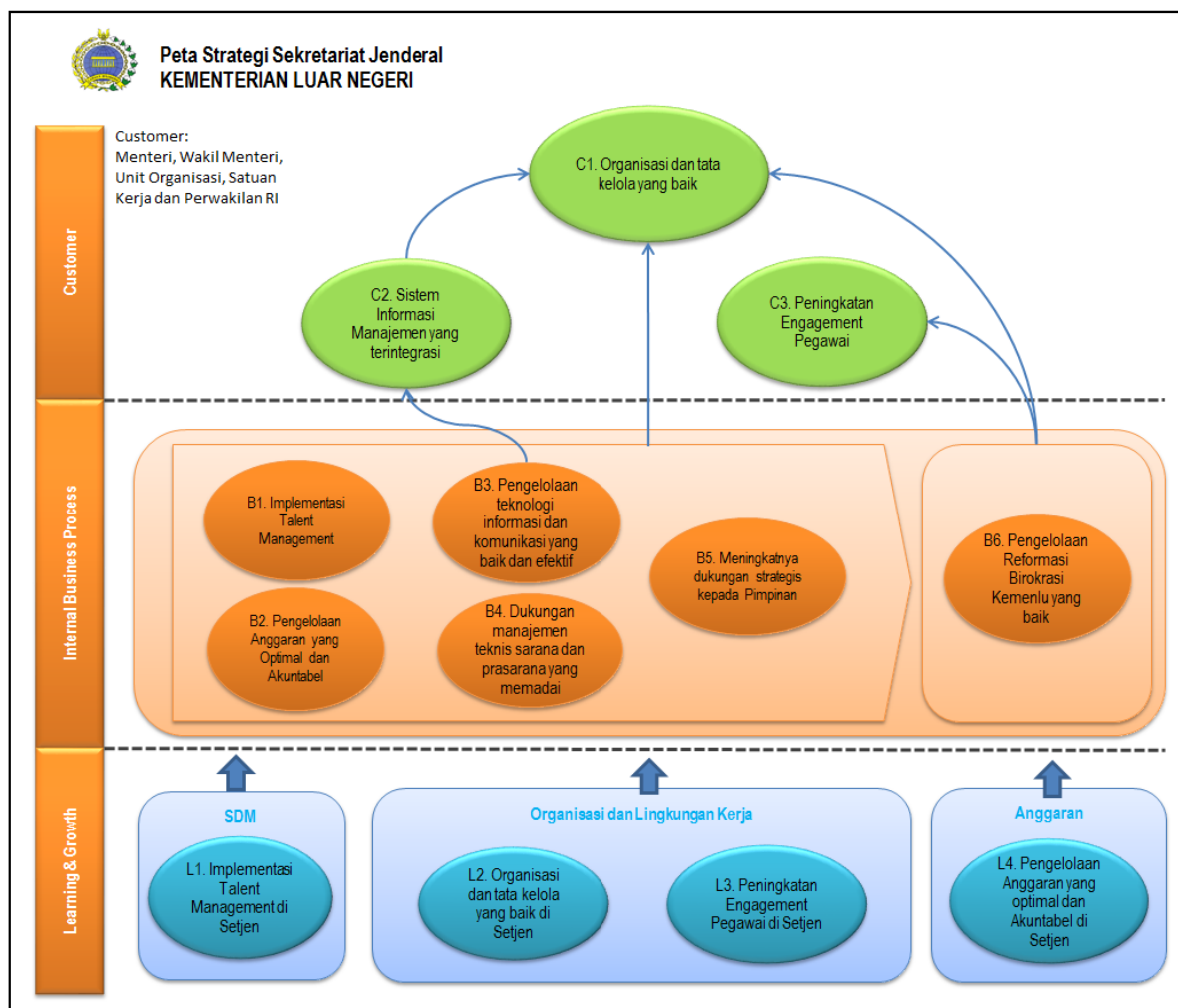 Peta Strategi Sekretariat Jenderal
KEMENTERIAN LUAR NEGERI
Customer
Customer:
Menteri, Wakil Menteri,
Unit Organisasi, Satuan
Kerja dan Perwakilan RI
C1. Organisasi dan tata
kelola yang baik
C2. Sistem
Informasi
Manajemen yang
terintegrasi
C3. Peningkatan
Engagement
Pegawai
Internal Business Process
B1. Implementasi
Talent
Management
B2. Pengelolaan
Anggaran yang
Optimal dan
Akuntabel
B3. Pengelolaan
teknologi
informasi dan
komunikasi yang
baik dan efektif
B4. Dukungan
manajemen
teknis sarana dan
prasarana yang
memadai
B5. Meningkatnya
dukungan strategis
kepada Pimpinan
B6. Pengelolaan
Reformasi
Birokrasi
Kemenlu yang
baik
Learning & Growth
SDM
L1. Implementasi
Talent
Management di
Setjen
Organisasi dan Lingkungan Kerja
L2. Organisasi
dan tata kelola
yang baik di
Setjen
L3. Peningkatan
Engagement
Pegawai di Setjen
Anggaran
L4. Pengelolaan
Anggaran yang
optimal dan
Akuntabel di
Setjen